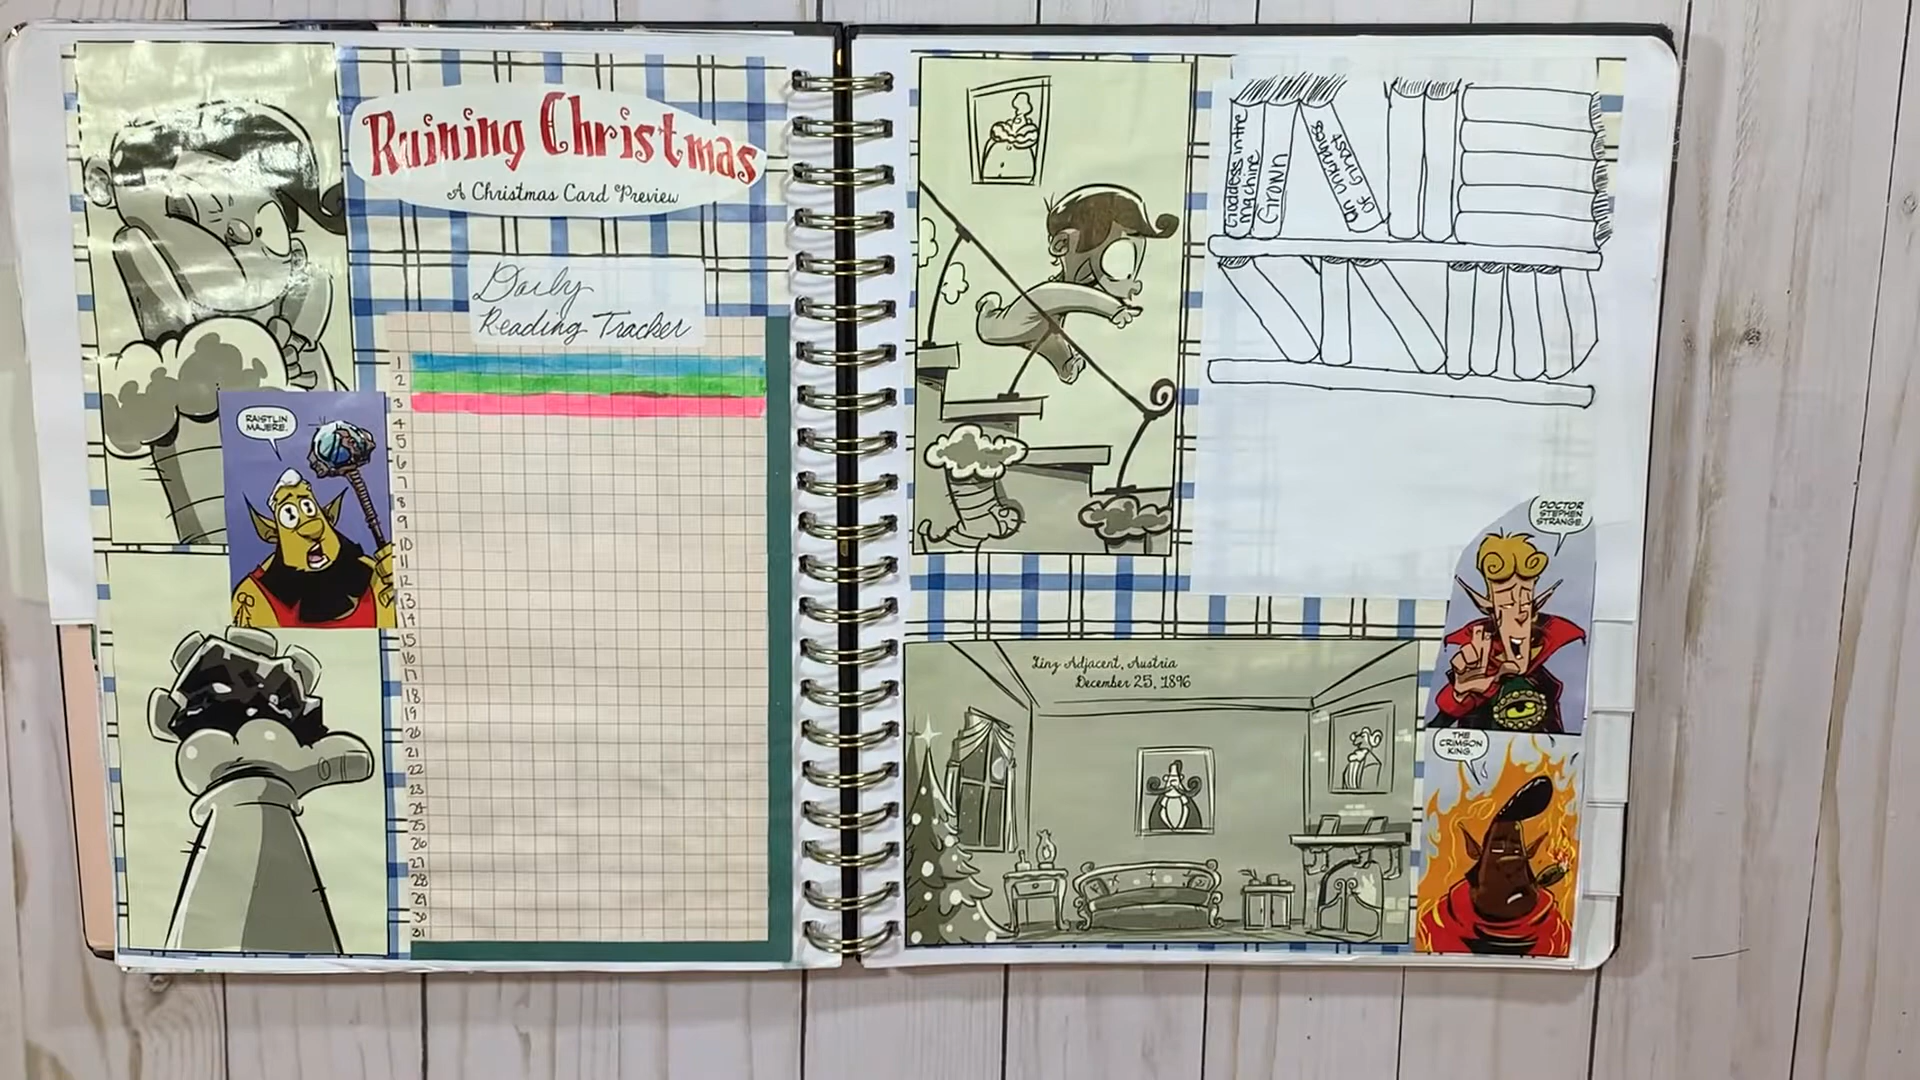 Ruining Christmas
A Christmas Card Preview
Daily
Reading Tracker
1
2
3
4
5
6
7
8
9
10
11
12
13
14
15
16
17
18
19
20
21
22
23
24
25
26
27
28
29
30
31
RAISTLIN
MAJERE.
Goddess in the
machine
Grown
an unkindness
of Ghost
DOCTOR
STEPHEN
STRANGE.
Linz Adjacent, Austria
December 25, 1896
THE
CRIMSON
KING.